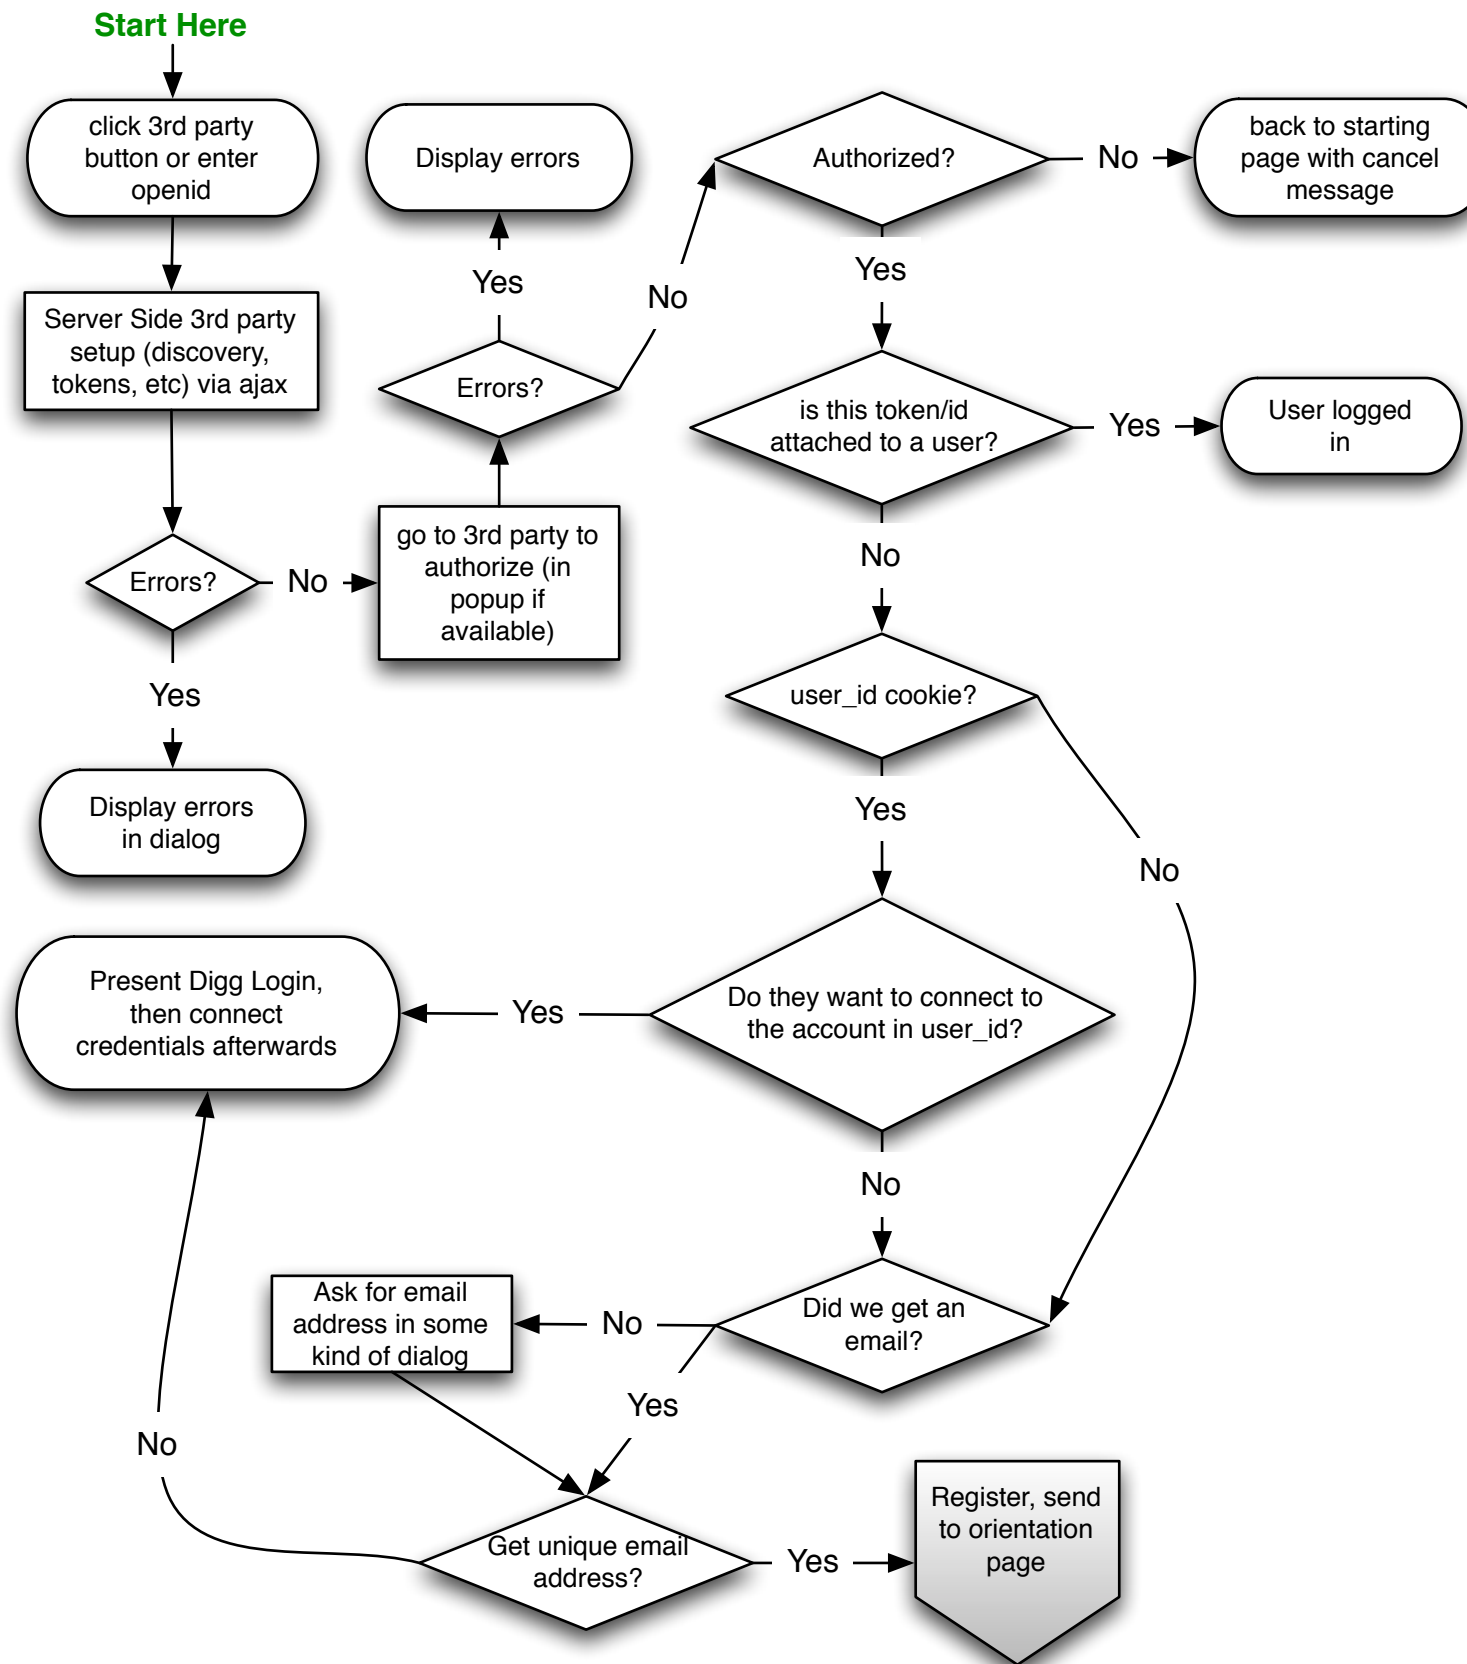 Start Here
click 3rd party
button or enter
openid
Server Side 3rd party
setup (discovery,
tokens, etc) via ajax
Errors?
No
Yes
Display errors
in dialog
go to 3rd party to
authorize (in
popup if
available)
Errors?
Yes
Display errors
No
Authorized?
No
back to starting
page with cancel
message
Yes
is this token/id
attached to a user?
Yes
User logged
in
No
user_id cookie?
Yes
No
Do they want to connect to
the account in user_id?
Yes
Present Digg Login,
then connect
credentials afterwards
No
Did we get an
email?
No
Ask for email
address in some
kind of dialog
Yes
Get unique email
address?
No
Yes
Register, send
to orientation
page